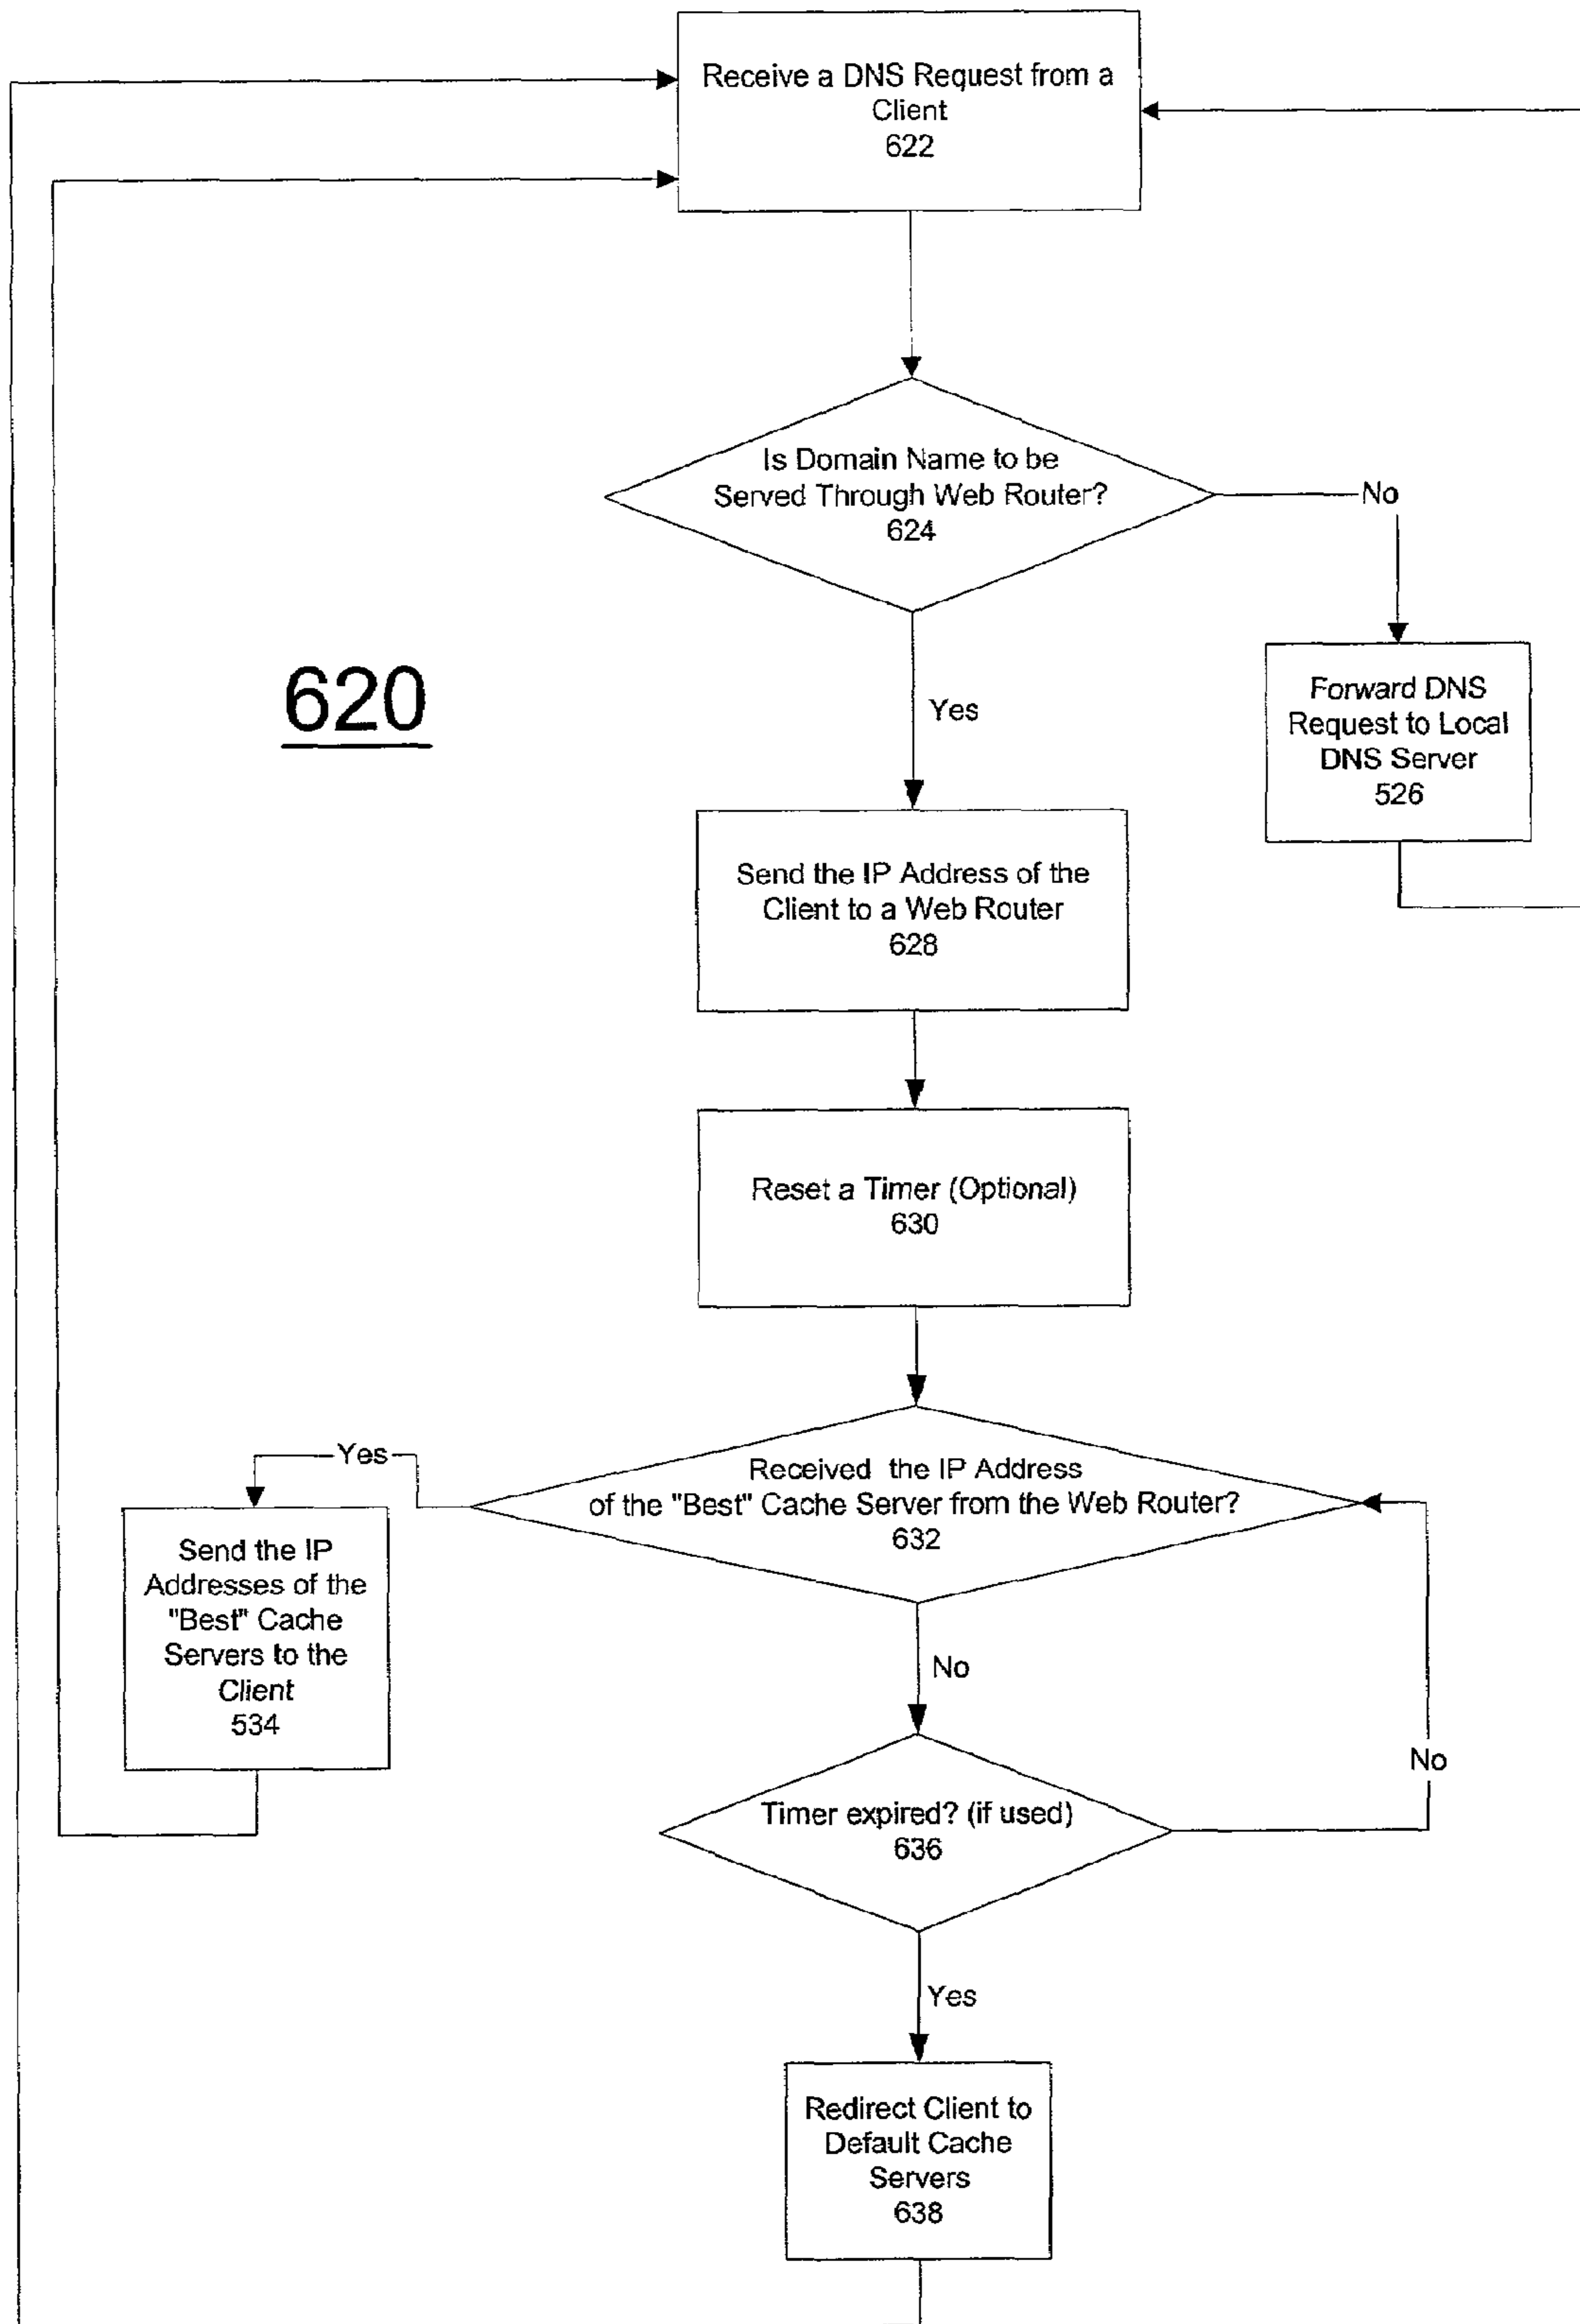 Receive a DNS Request from a
Client
622
Is Domain Name to be
Served Through Web Router?
624
No
620
Yes
Forward DNS
Request to Local
DNS Server
526
Send the IP Address of the
Client to a Web Router
628
Reset a Timer (Optional)
630
Yes
Received the IP Address
of the "Best" Cache Server from the Web Router?
632
Send the IP
Addresses of the
"Best" Cache
Servers to the
Client
534
No
No
Timer expired? (if used)
636
Yes
Redirect Client to
Default Cache
Servers
638